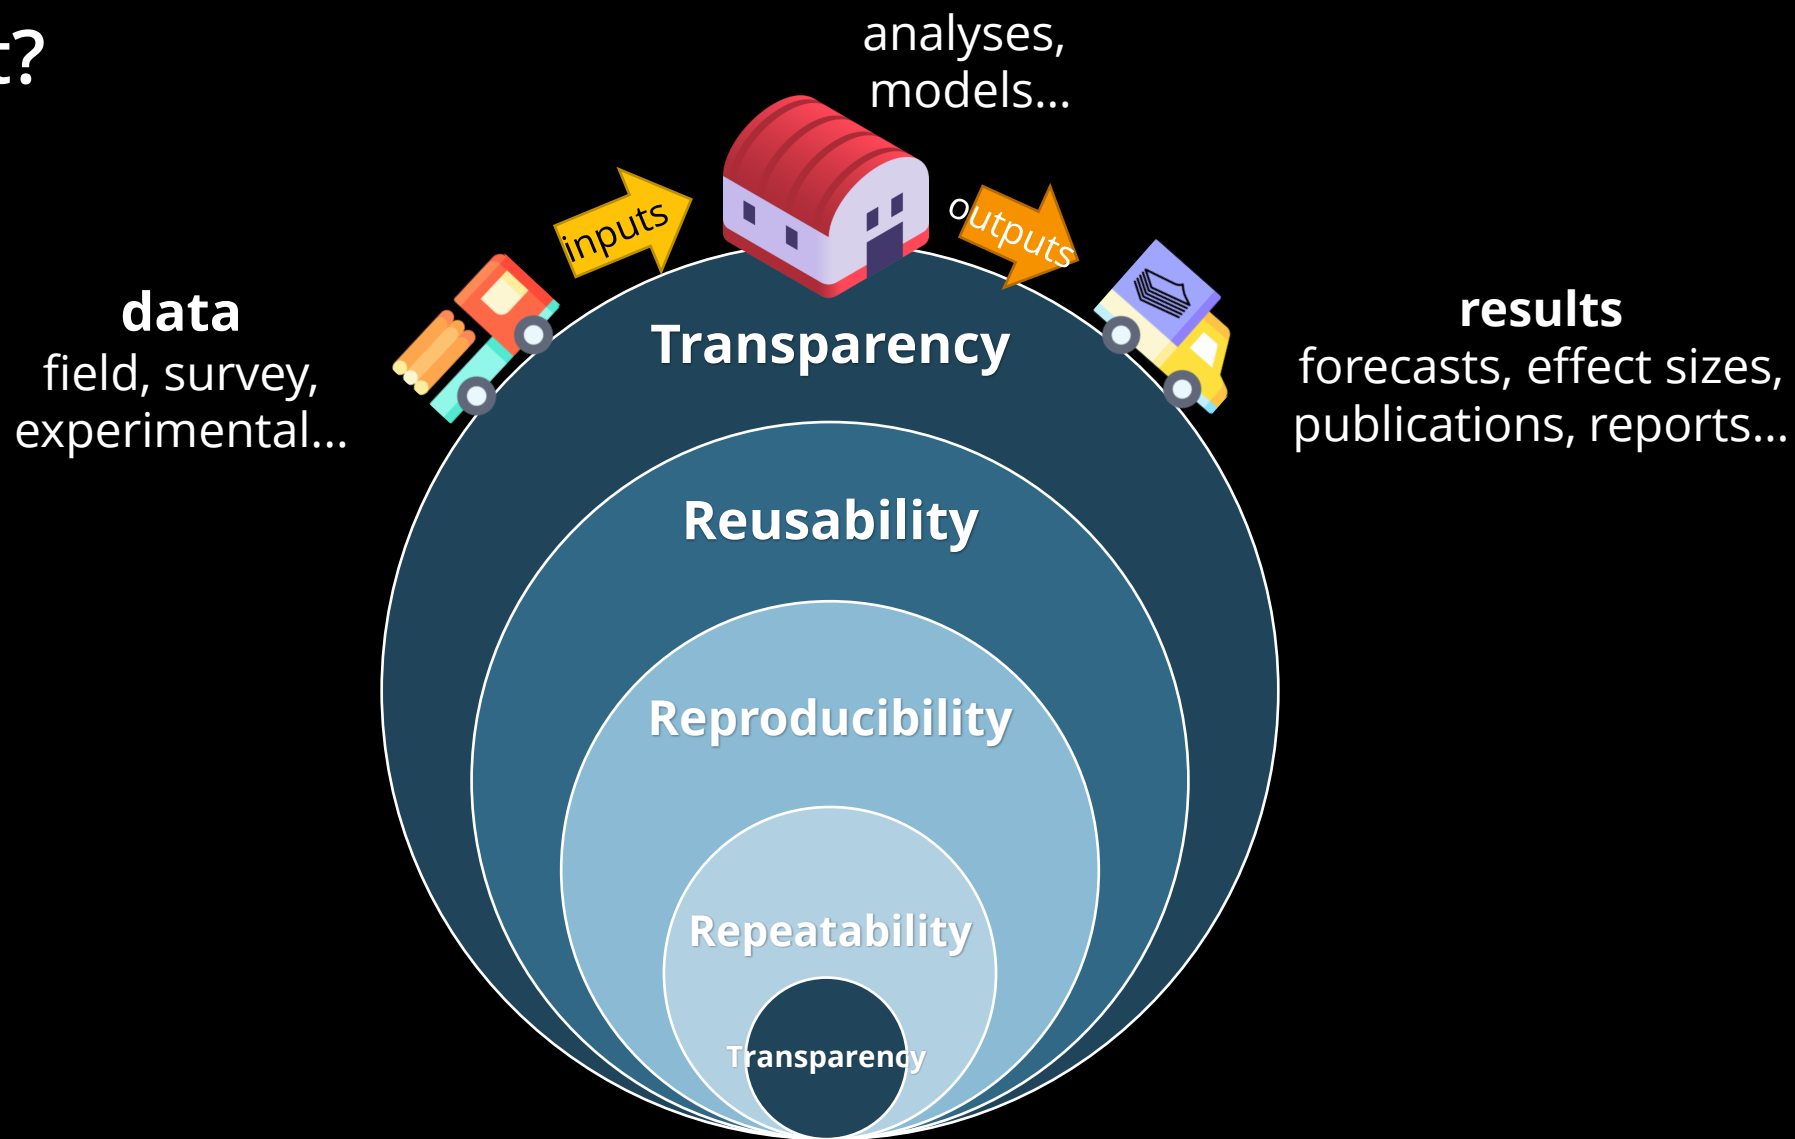 t?
analyses,
models...
inputs
outputs
data
field, survey,
experimental...
results
forecasts, effect sizes,
publications, reports...
Transparency
Reusability
Reproducibility
Repeatability
Transparency